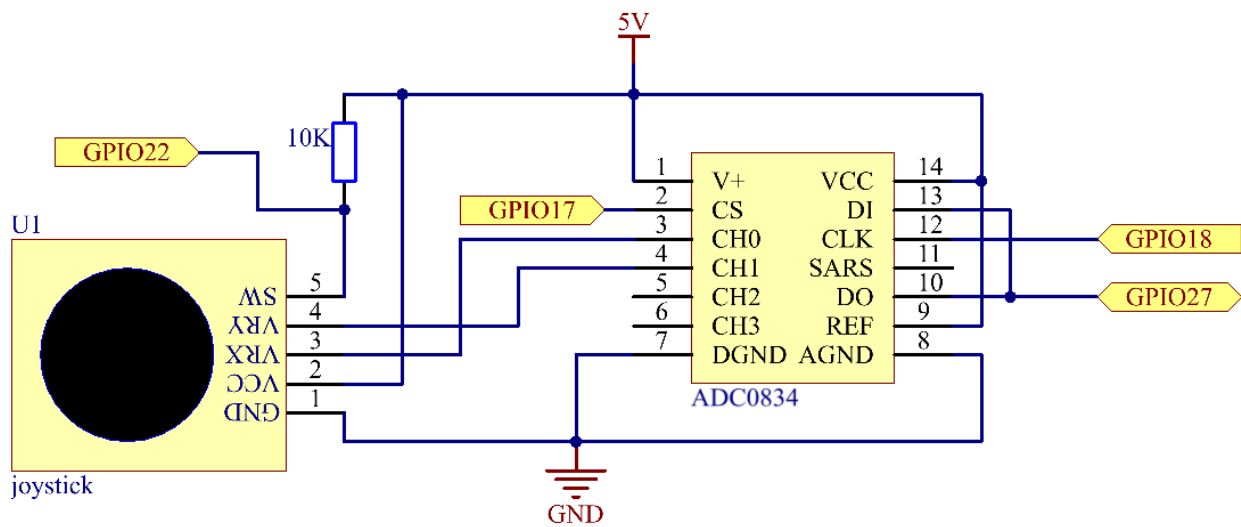 5V
10K
GPIO22
1 V+ VCC 14
GPIO17 2 CS DI 13
U1 3 CH0 CLK 12 GPIO18
4 CH1 SARS 11
SW 5 5 CH2 DO 10 GPIO27
VRY 4 6 CH3 REF 9
VRX 3 7 DGND AGND 8
VCC 2 ADC0834
GND 1
joystick
GND